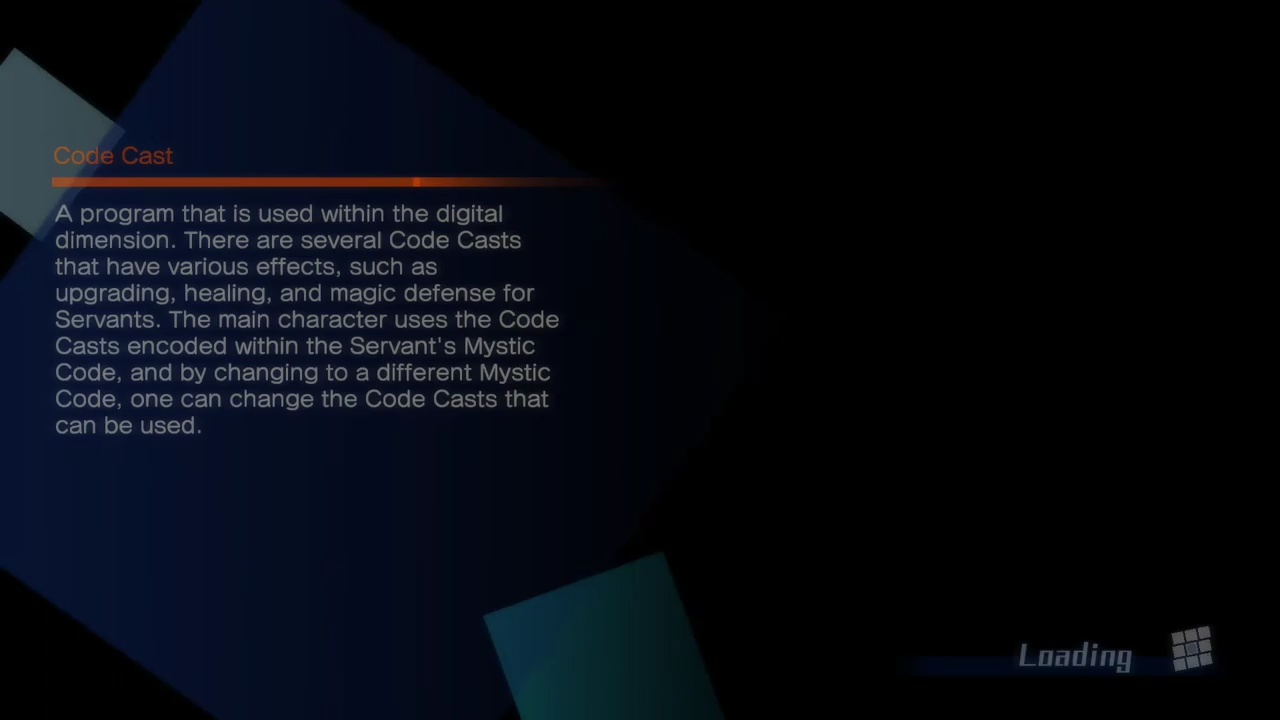 Code Cast
A program that is used within the digital
dimension. There are several Code Casts
that have various effects, such as
upgrading, healing, and magic defense for
Servants. The main character uses the Code
Casts encoded within the Servant's Mystic
Code, and by changing to a different Mystic
Code, one can change the Code Casts that
can be used.
Loading